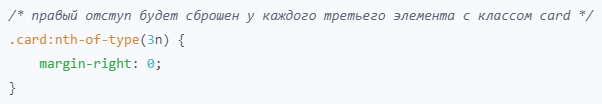 /* правый отступ будет сброшен у каждого третьего элемента с классом card */
.card:nth-of-type(3n) {
    margin-right: 0;
}